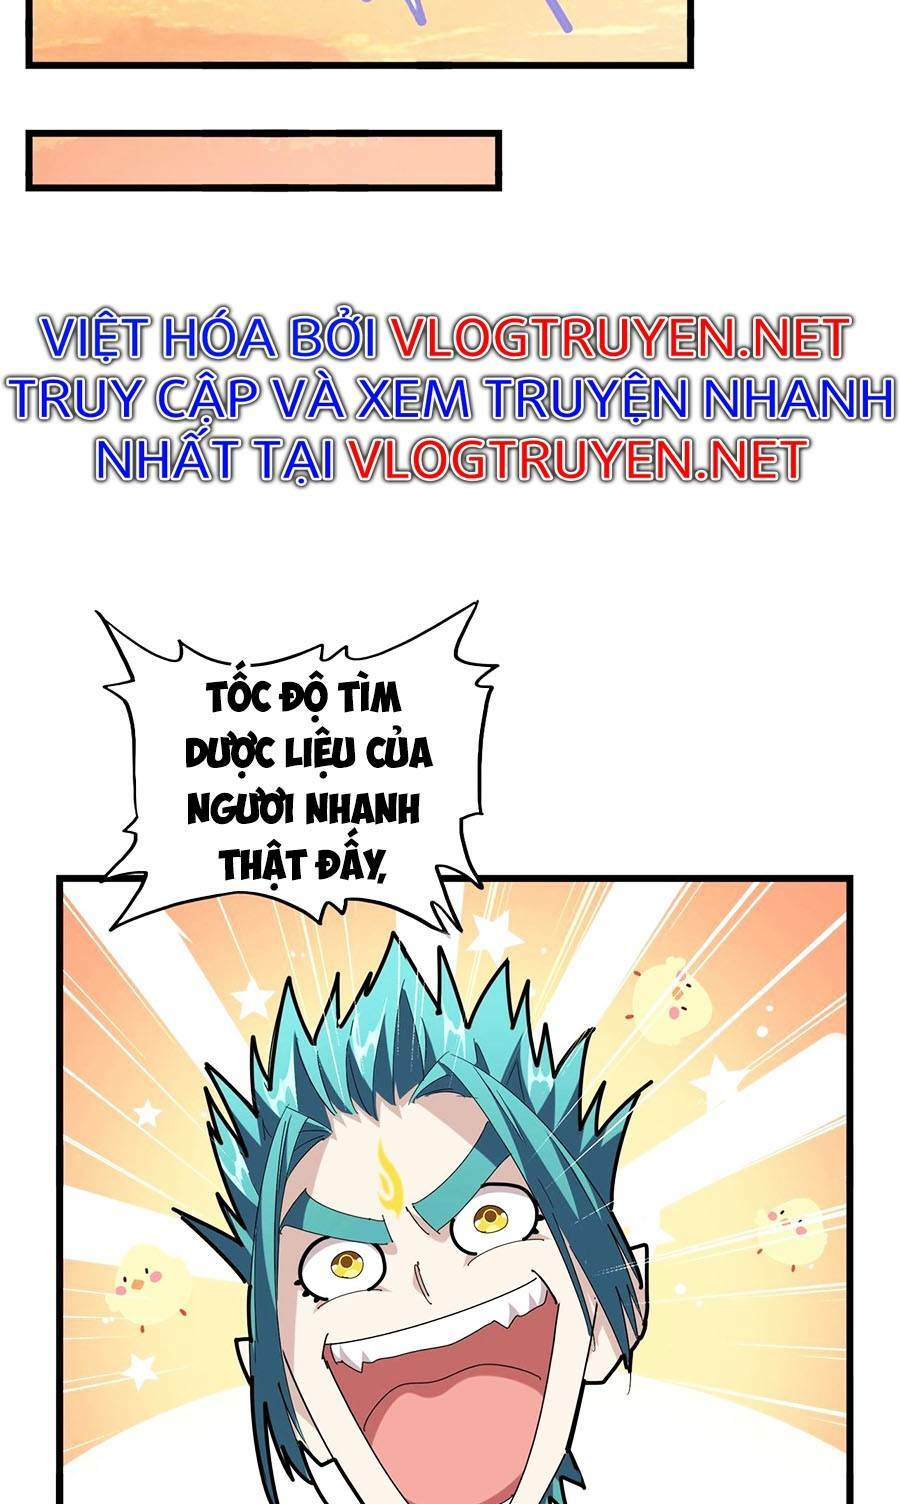 VIỆT HÓA BỞI VLOGTRUYEN.NET
TRUY CẬP VÀ XEM TRUYỆN NHANH
NHẤT TẠI VLOGTRUYEN.NET
TỐC ĐỘ TÌM
DƯỢC LIỆU CỦA
NGƯƠI NHANH
THẬT ĐẤY,